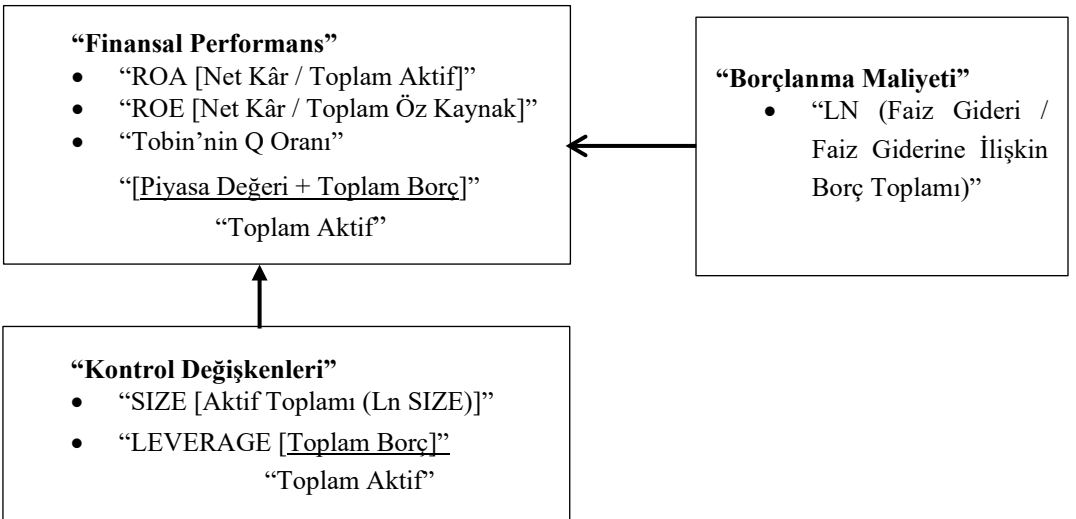 “Finansal Performans”
• “ROA [Net Kâr / Toplam Aktif]”
• “ROE [Net Kâr / Toplam Öz Kaynak]”
• “Tobin’nin Q Oranı”
“[Piyasa Değeri + Toplam Borç]”
“Toplam Aktif”
“Borçlanma Maliyeti”
• “LN (Faiz Gideri /
Faiz Giderine İlişkin
Borç Toplamı)”
“Kontrol Değişkenleri”
• “SIZE [Aktif Toplamı (Ln SIZE)]”
• “LEVERAGE [Toplam Borç]”
“Toplam Aktif”